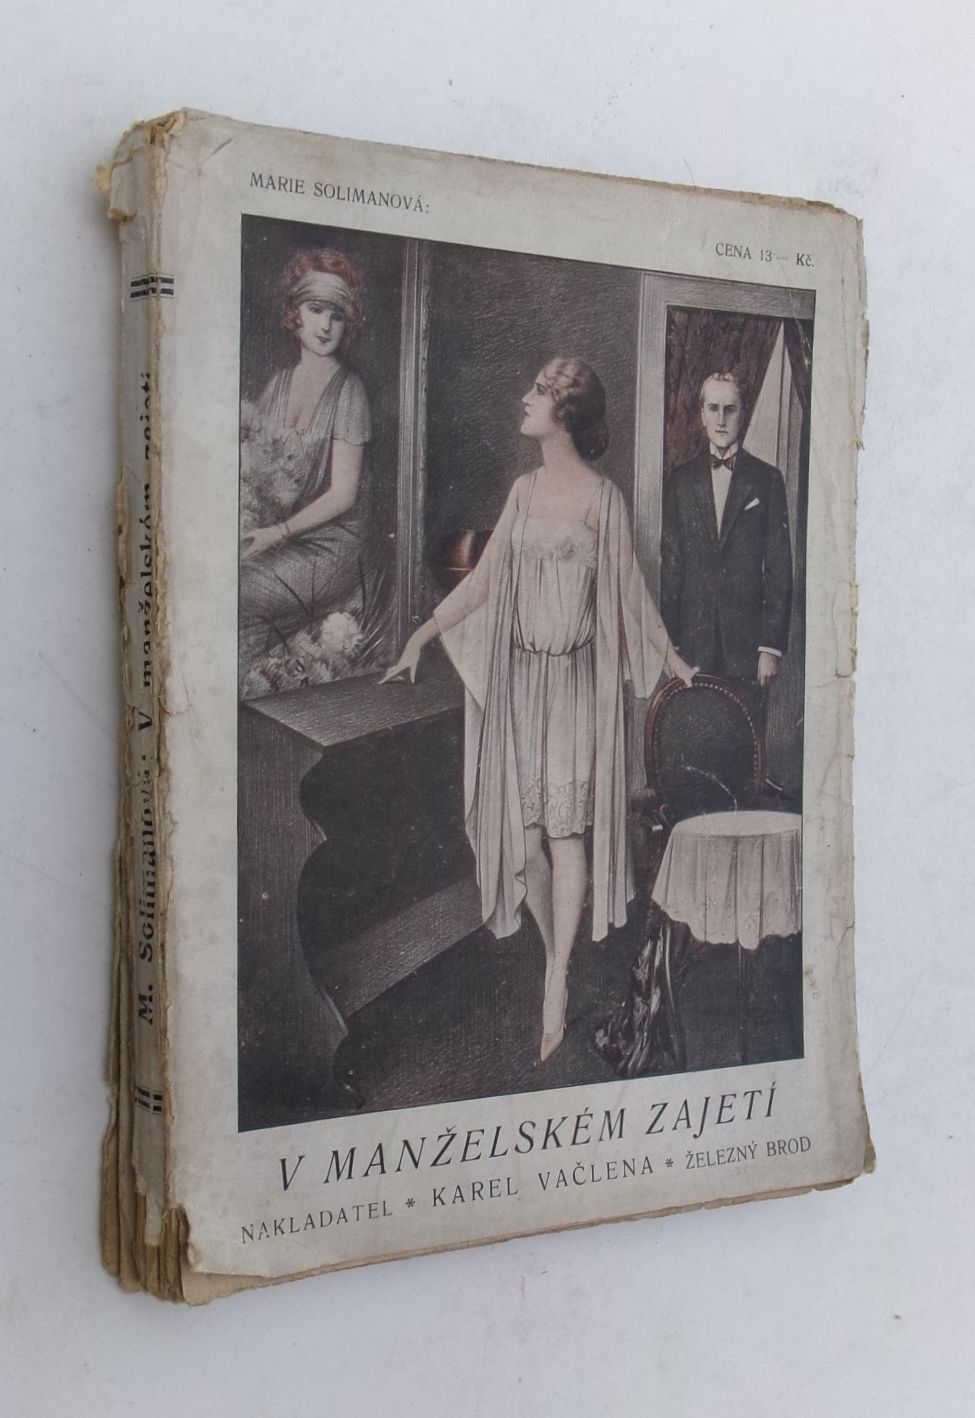 MARIE SOLIMANOVÁ:
CENA 13·— Kč.
V MANŽELSKÉM ZAJETÍ
NAKLADATEL * KAREL VAČLENA * ŽELEZNÝ BROD
M. Solimanová: V manželském zajetí